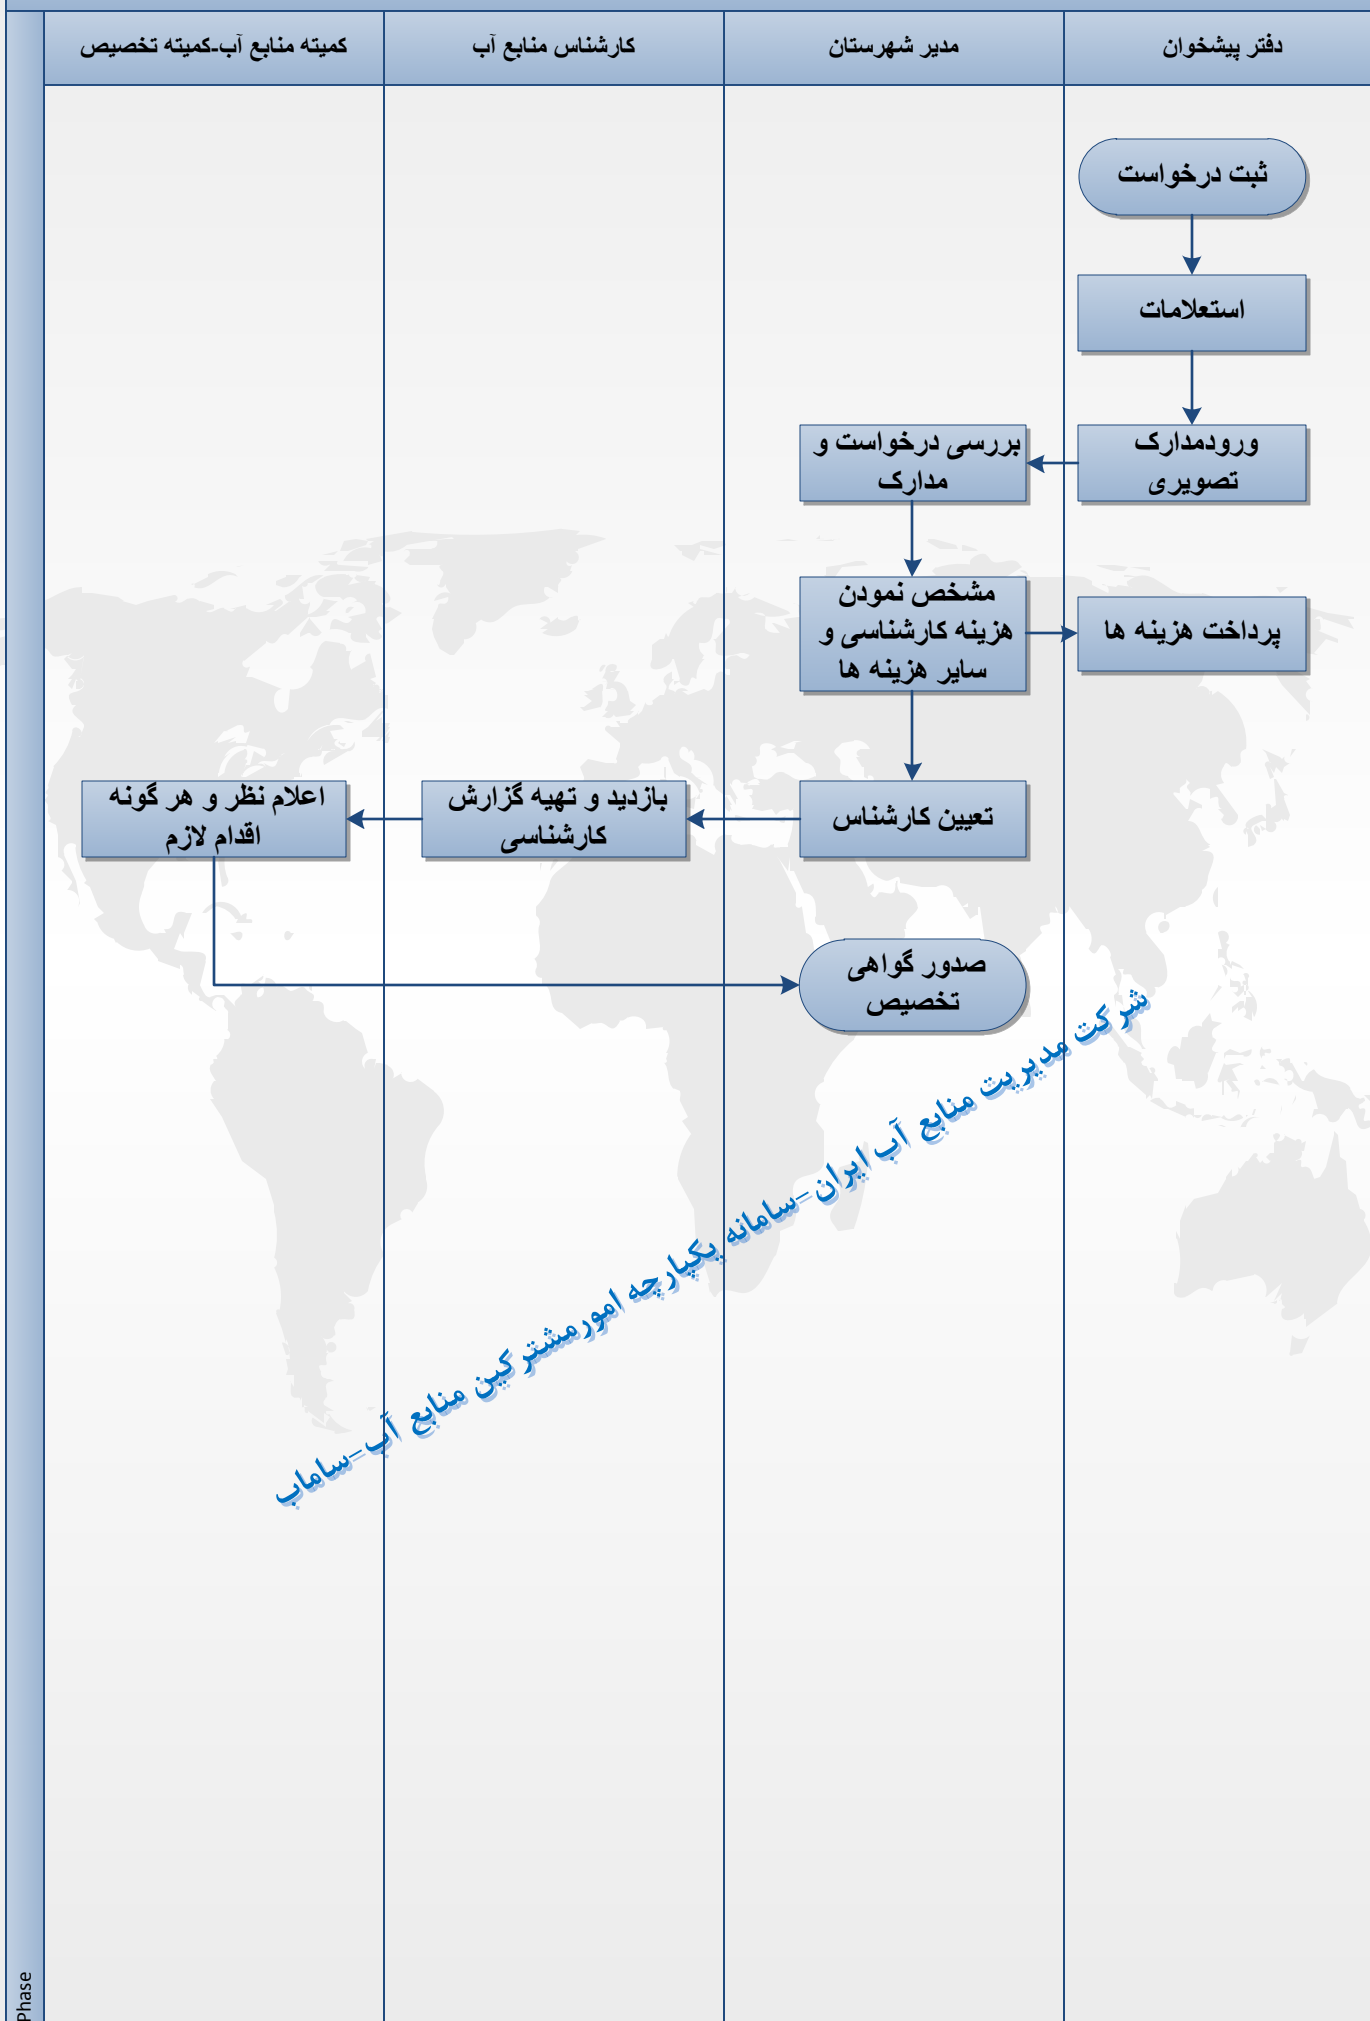 دفتر پیشخوان
مدیر شهرستان
کارشناس منابع آب
کمیته منابع آب-کمیته تخصیص
ثبت درخواست
استعلامات
ورودمدارک
تصویری
بررسی درخواست و
مدارک
مشخص نمودن
هزینه کارشناسی و
سایر هزینه ها
پرداخت هزینه ها
تعیین کارشناس
بازدید و تهیه گزارش
کارشناسی
اعلام نظر و هر گونه
اقدام لازم
صدور گواهی
تخصیص
شرکت مدیریت منابع آب ایران-سامانه یکپارچه امورمشترکین منابع آب-ساماب
Phase